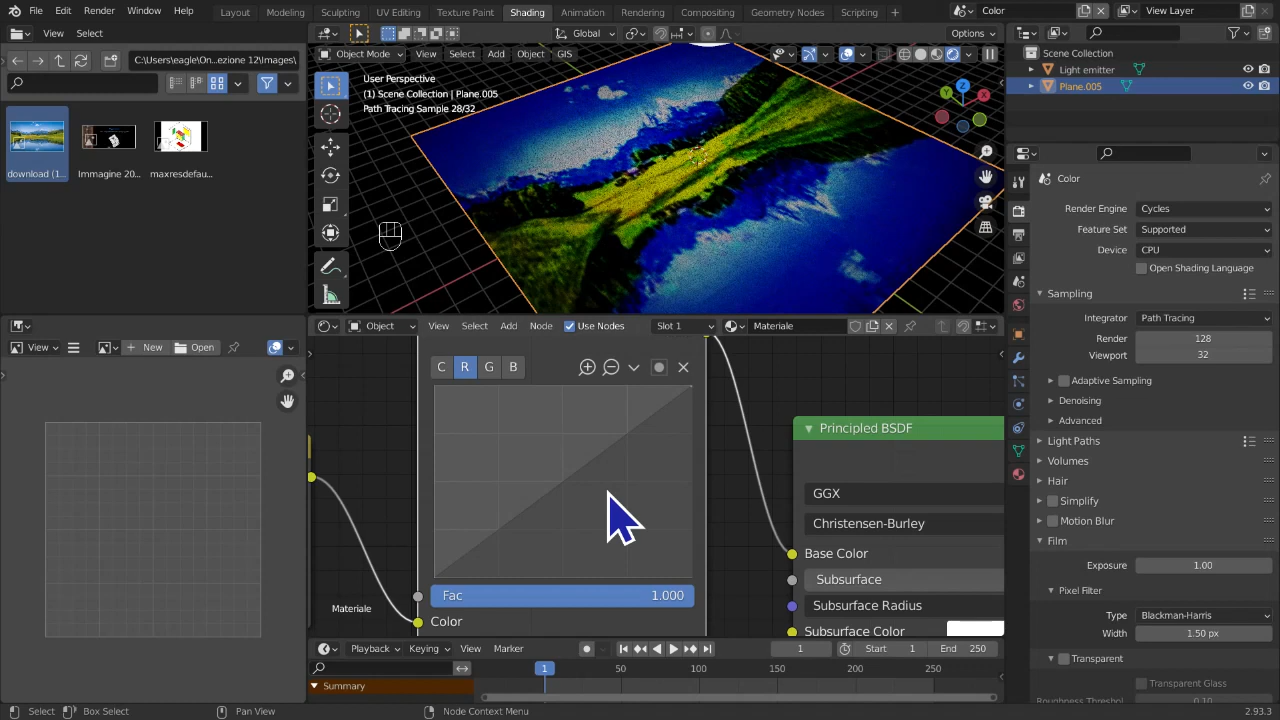 File Edit Render Window Help Layout Modeling Sculpting UV Editing Texture Paint Shading Animation Rendering Compositing Geometry Nodes Scripting + Color View Layer
View Select
C:\Users\eagle\On...ezione 12\Images\
download (1... Immagine 20... maxresdefau...
Global Options
Object Mode View Select Add Object GIS
User Perspective
(1) Scene Collection | Plane.005
Path Tracing Sample 28/32
Scene Collection
Light emitter
Plane.005
Color
Render Engine Cycles
Feature Set Supported
Device CPU
Open Shading Language
Sampling
Integrator Path Tracing
Render 128
Viewport 32
Adaptive Sampling
Denoising
Advanced
Light Paths
Volumes
Hair
Simplify
Motion Blur
Film
Exposure 1.00
Pixel Filter
Type Blackman-Harris
Width 1.50 px
Transparent
Transparent Glass
Roughness Threshol 0.10
View New Open
Object View Select Add Node Use Nodes Slot 1 Materiale
C R G B
Fac 1.000
Color
Materiale
Principled BSDF
GGX
Christensen-Burley
Base Color
Subsurface
Subsurface Radius
Subsurface Color
Playback Keying View Marker 1 Start 1 End 250
1 50 100 150 200 250
Summary
Select Box Select Pan View Node Context Menu 2.93.3